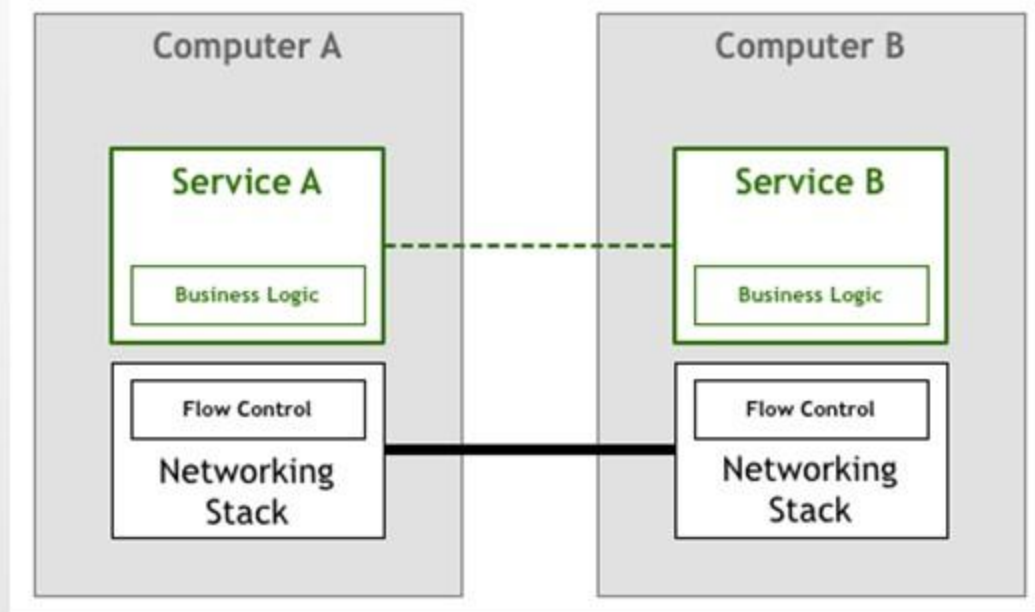 Computer A
Service A
Business Logic
Flow Control
Networking
Stack
Computer B
Service B
Business Logic
Flow Control
Networking
Stack